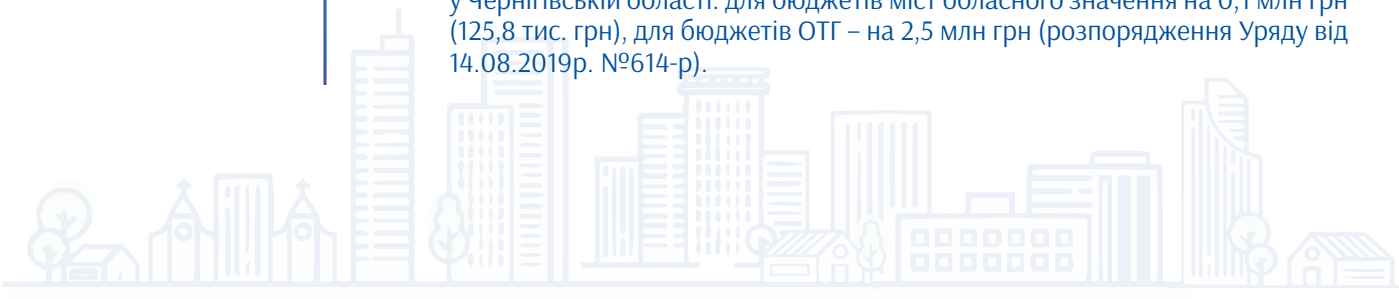 у Чернігівській області: для бюджетів міст обласного значення на 0,1 млн грн
(125,8 тис. грн), для бюджетів ОТГ – на 2,5 млн грн (розпорядження Уряду від
14.08.2019р. №614-р).